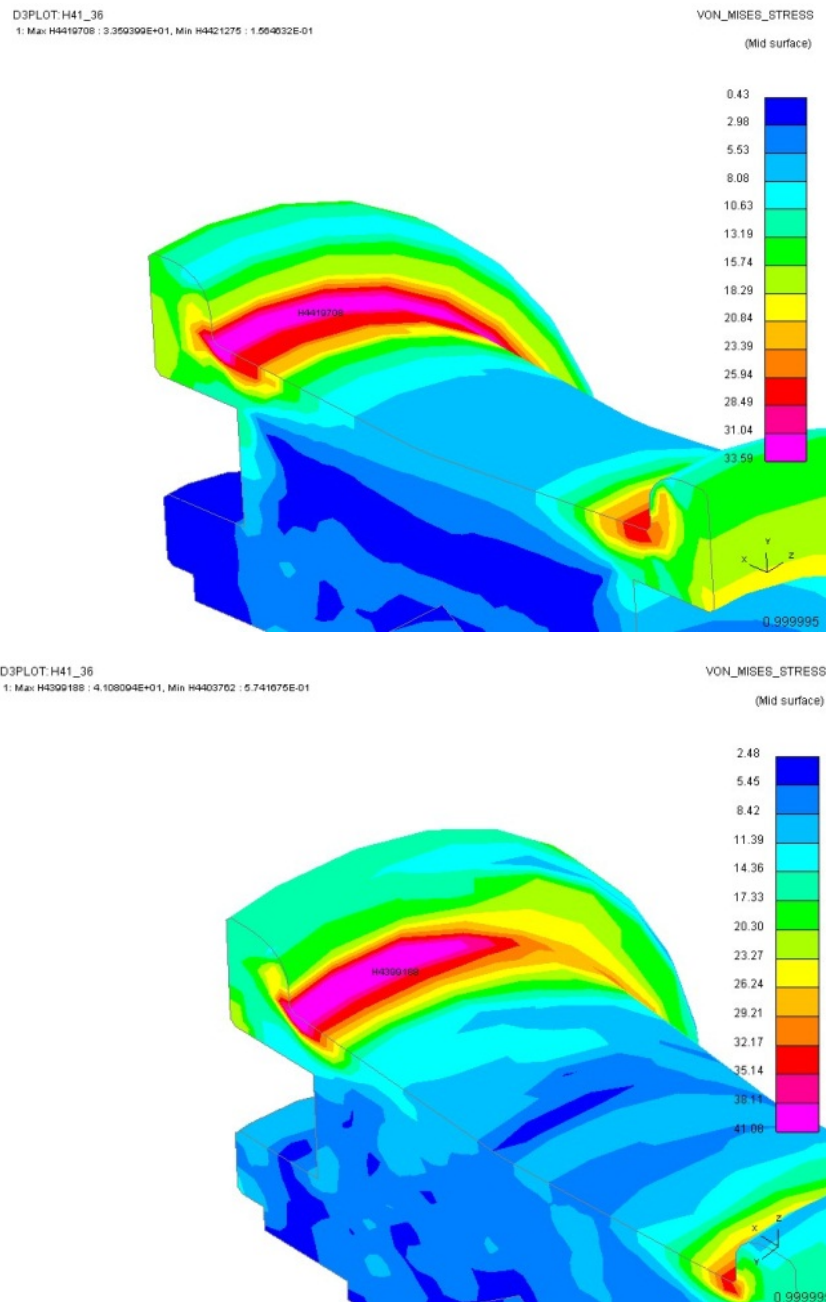 D3PLOT: H41_36
1: Max H4419708 : 3.359399E+01, Min H4421275 : 1.564632E-01
VON_MISES_STRESS
(Mid surface)
0.43
2.98
5.53
8.08
10.63
13.19
15.74
18.29
20.84
23.39
25.94
28.49
31.04
33.59
H4419708
Y
X Z
0.999995
D3PLOT: H41_36
1: Max H4399188 : 4.108094E+01, Min H4403762 : 5.741675E-01
VON_MISES_STRESS
(Mid surface)
2.48
5.45
8.42
11.39
14.36
17.33
20.30
23.27
26.24
29.21
32.17
35.14
38.11
41.08
H4399188
X Z
Y
0.999995